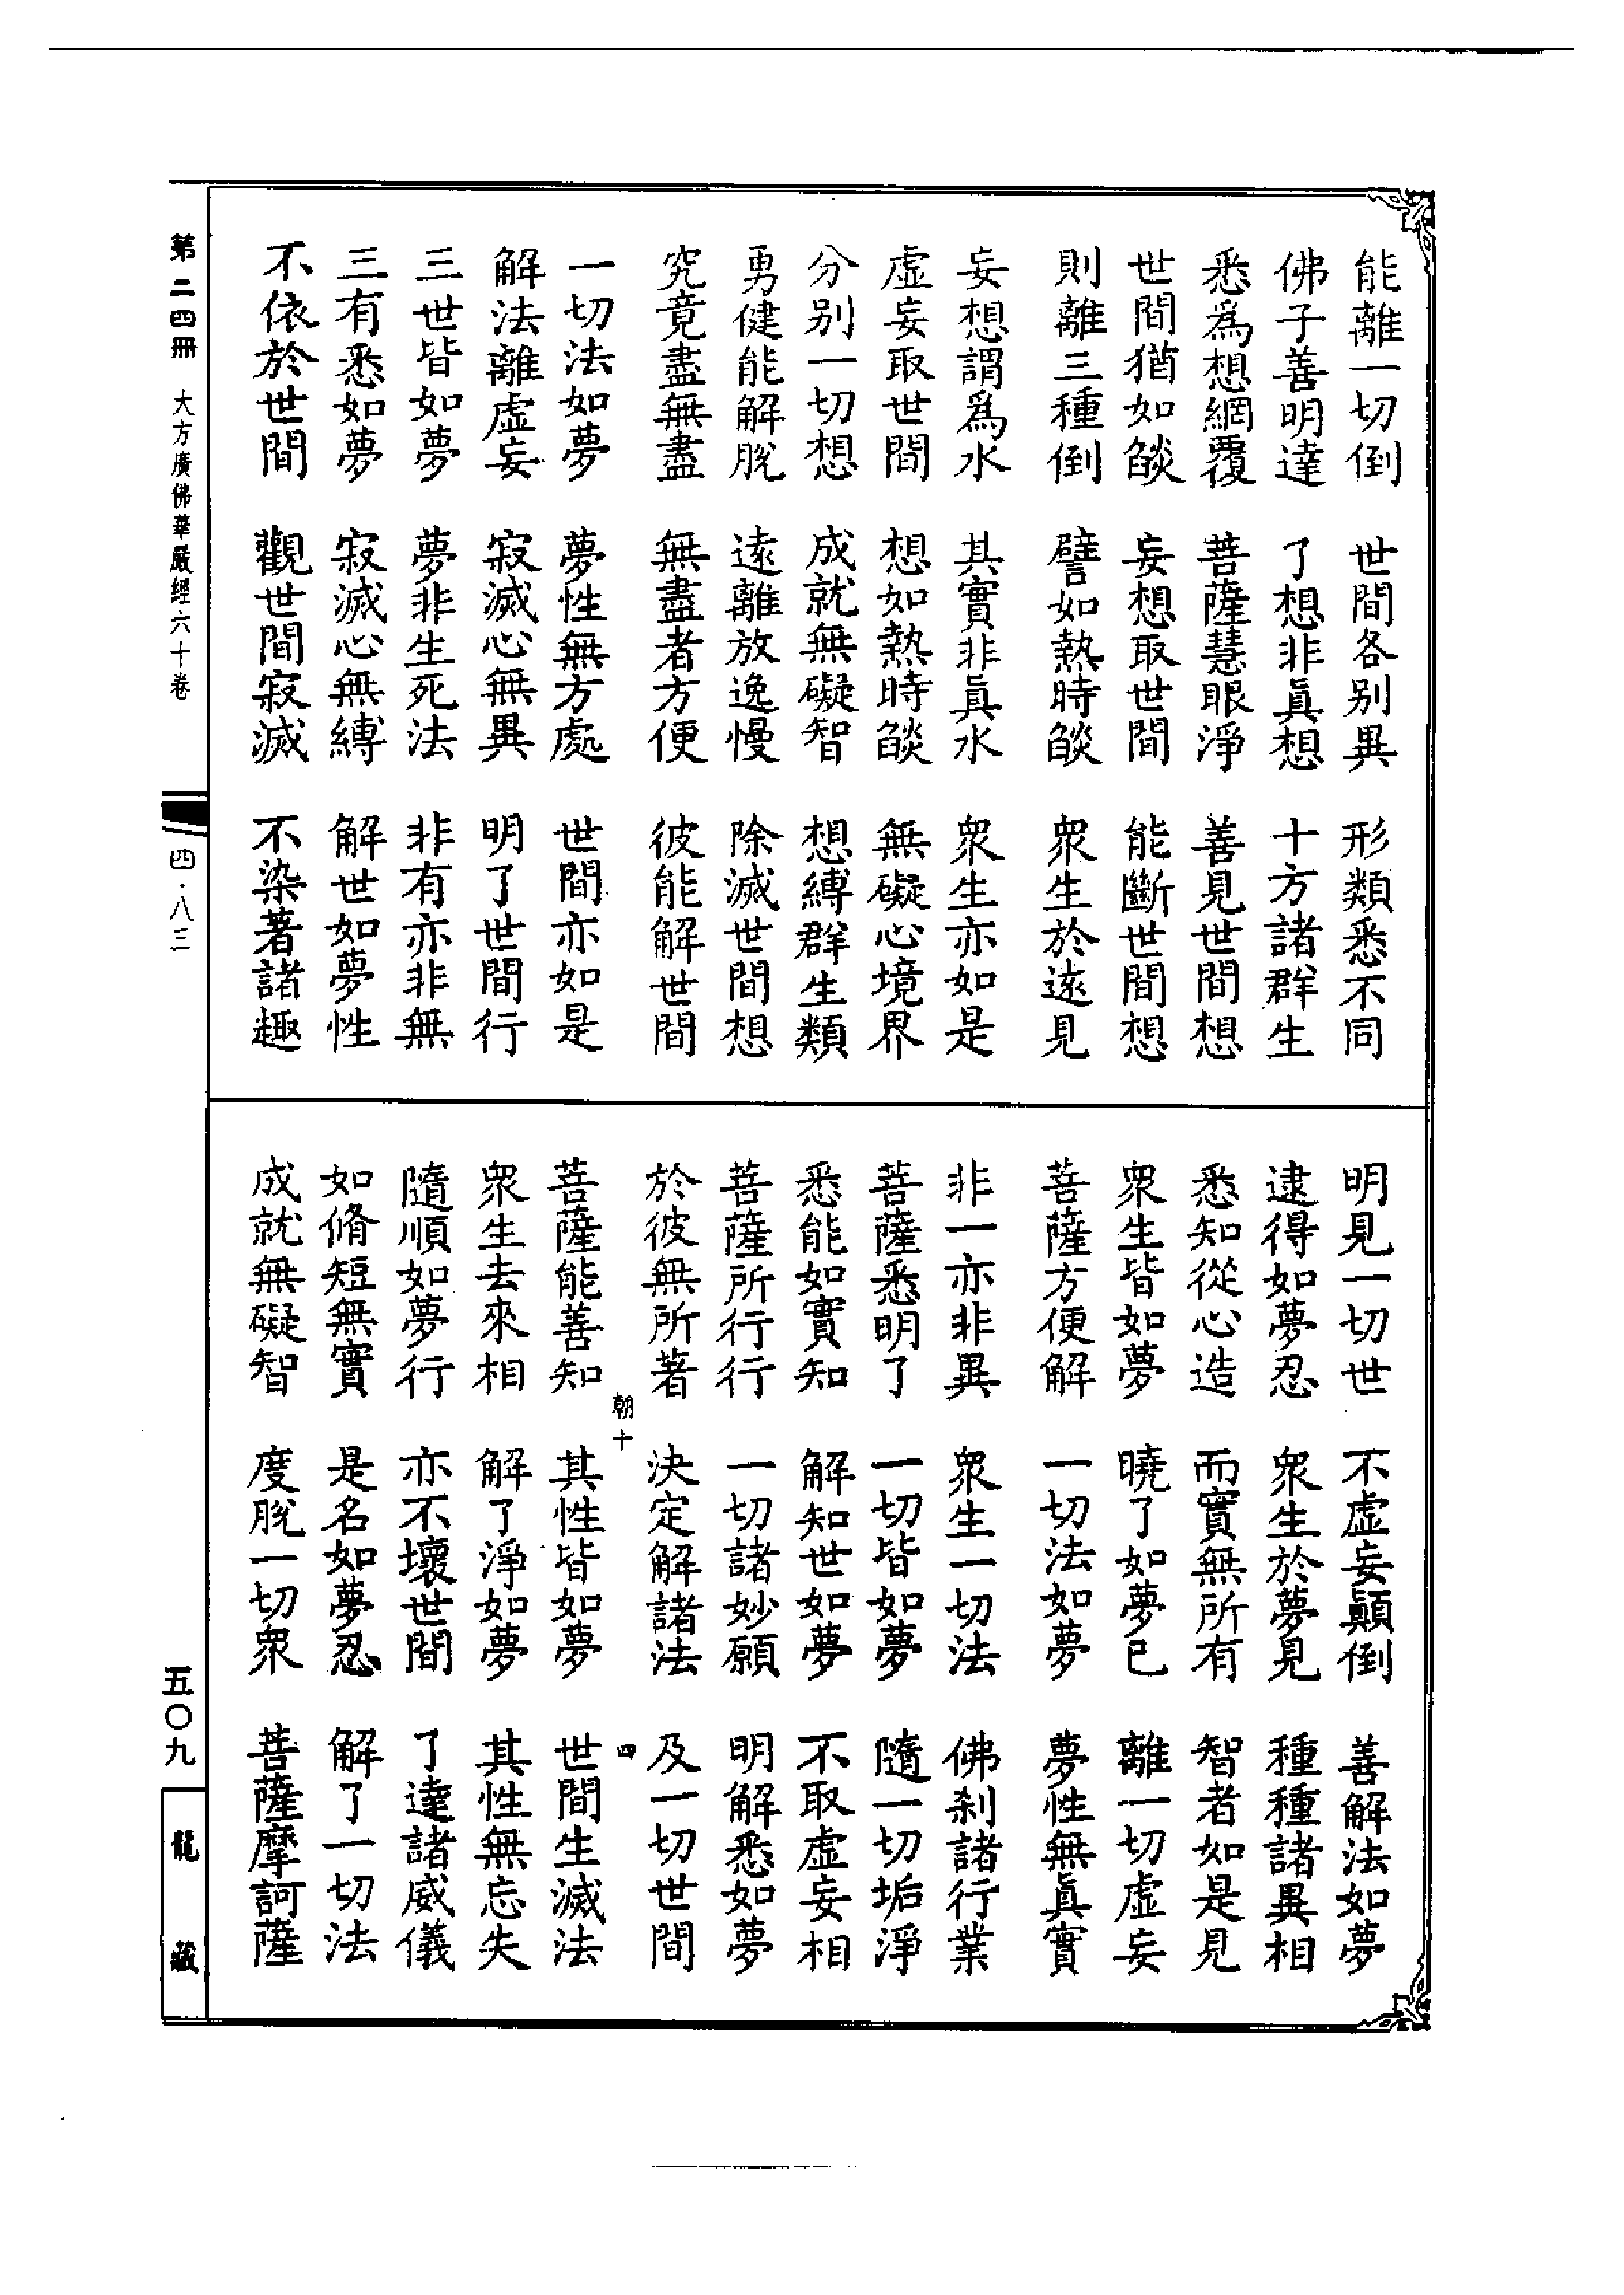 能離一切倒　世間各別異　形類悉不同
佛子善明達　了想非眞想　十方諸群生
悉爲想網覆　菩薩慧眼淨　善見世間想
世間猶如燄　妄想取世間　能斷世間想
則離三種倒　譬如熱時燄　衆生於遠見
妄想謂爲水　其實非眞水　衆生亦如是
虛妄取世間　想如熱時燄　無礙心境界
分別一切想　成就無礙智　想縛群生類
勇健能解脫　遠離放逸慢　除滅世間想
究竟盡無盡　無盡者方便　彼能解世間
一切法如夢　夢性無方處　世間亦如是
解法離虛妄　寂滅心無異　明了世間行
三世皆如夢　夢非生死法　非有亦非無
三有悉如夢　寂滅心無縛　解世如夢性
不依於世間　觀世間寂滅　不染著諸趣
明見一切世　不虛妄顚倒　善解法如夢
逮得如夢忍　衆生於夢見　種種諸異相
悉知從心造　而實無所有　智者如是見
衆生皆如夢　曉了如夢已　離一切虛妄
菩薩方便解　一切法如夢　夢性無眞實
非一亦非異　衆生一切法　佛刹諸行業
菩薩悉明了　一切皆如夢　隨一切垢淨
悉能如實知　解知世如夢　不取虛妄相
菩薩所行行　一切諸妙願　明解悉如夢
於彼無所著　決定解諸法　及一切世間
朝十　四
菩薩能善知　其性皆如夢　世間生滅法
衆生去來相　解了淨如夢　其性無忘失
隨順如夢行　亦不壞世間　了達諸威儀
如脩短無實　是名如夢忍　解了一切法
成就無礙智　度脫一切衆　菩薩摩訶薩
第二四冊　大方廣佛華嚴經六十卷　四・八三　五〇九　龍藏